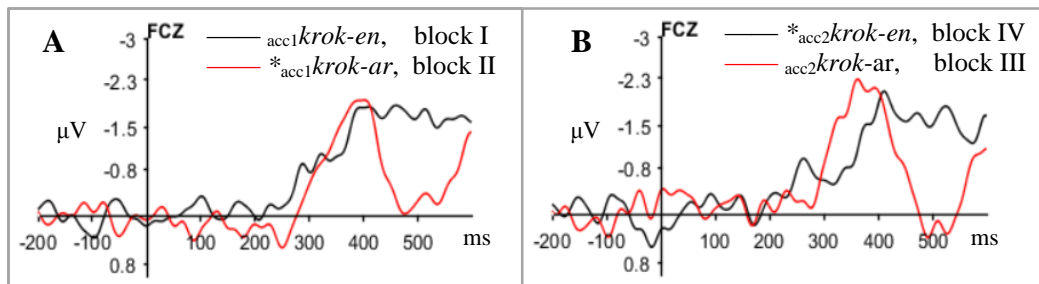 A
FCZ
acc1krok-en, block I
*acc1krok-ar, block II
-3
-2.3
-1.5
-0.8
0.8
μV
-200 -100 100 200 300 400 500 ms
B
FCZ
*acc2krok-en, block IV
acc2krok-ar, block III
-3
-2.3
-1.5
-0.8
0.8
μV
-200 -100 100 200 300 400 500 ms